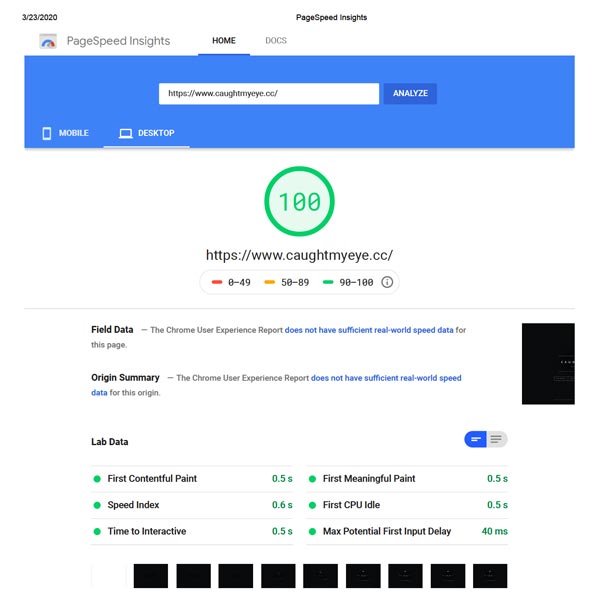 3/23/2020 PageSpeed Insights
PageSpeed Insights HOME DOCS
https://www.caughtmyeye.cc/ ANALYZE
MOBILE DESKTOP
100
https://www.caughtmyeye.cc/
0–49 50–89 90–100
Field Data — The Chrome User Experience Report does not have sufficient real-world speed data for
this page.
Origin Summary — The Chrome User Experience Report does not have sufficient real-world speed
data for this origin.
Lab Data
First Contentful Paint 0.5 s First Meaningful Paint 0.5 s
Speed Index 0.6 s First CPU Idle 0.5 s
Time to Interactive 0.5 s Max Potential First Input Delay 40 ms